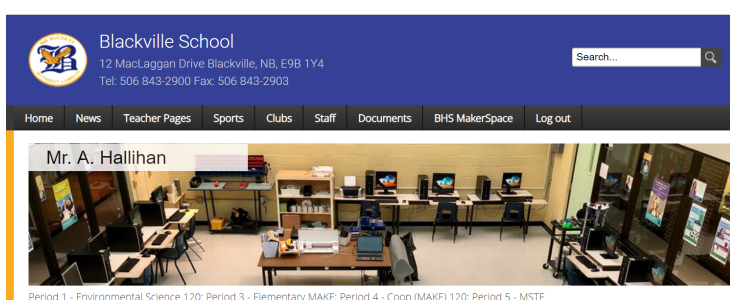 Blackville School
12 MacLaggan Drive Blackville, NB, E9B 1Y4
Tel: 506 843-2900 Fax: 506 843-2903
Search...
Home News Teacher Pages Sports Clubs Staff Documents BHS MakerSpace Log out
Mr. A. Hallihan
Period 1 - Environmental Science 120; Period 3 - Elementary MAKE; Period 4 - Coop (MAKE) 120; Period 5 - MSTE